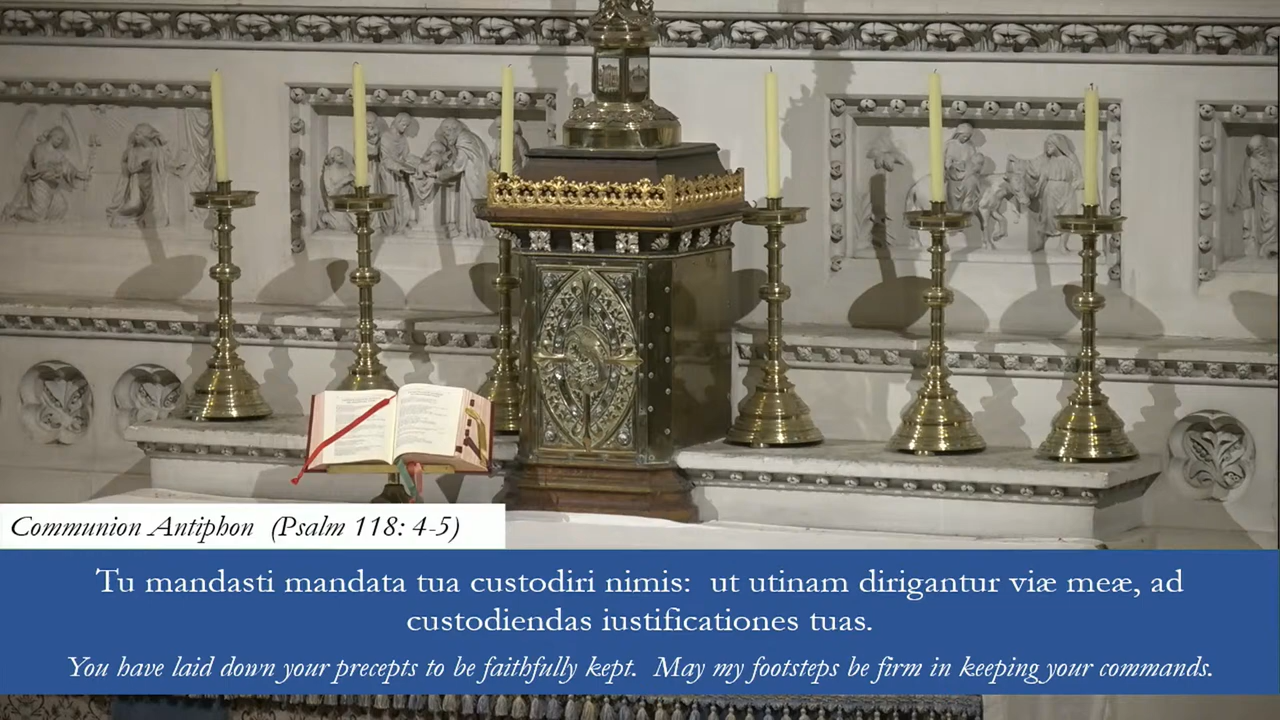 Communion Antiphon (Psalm 118: 4-5)
Tu mandasti mandata tua custodiri nimis: ut utinam dirigantur viæ meæ, ad
custodiendas iustificationes tuas.
You have laid down your precepts to be faithfully kept. May my footsteps be firm in keeping your commands.